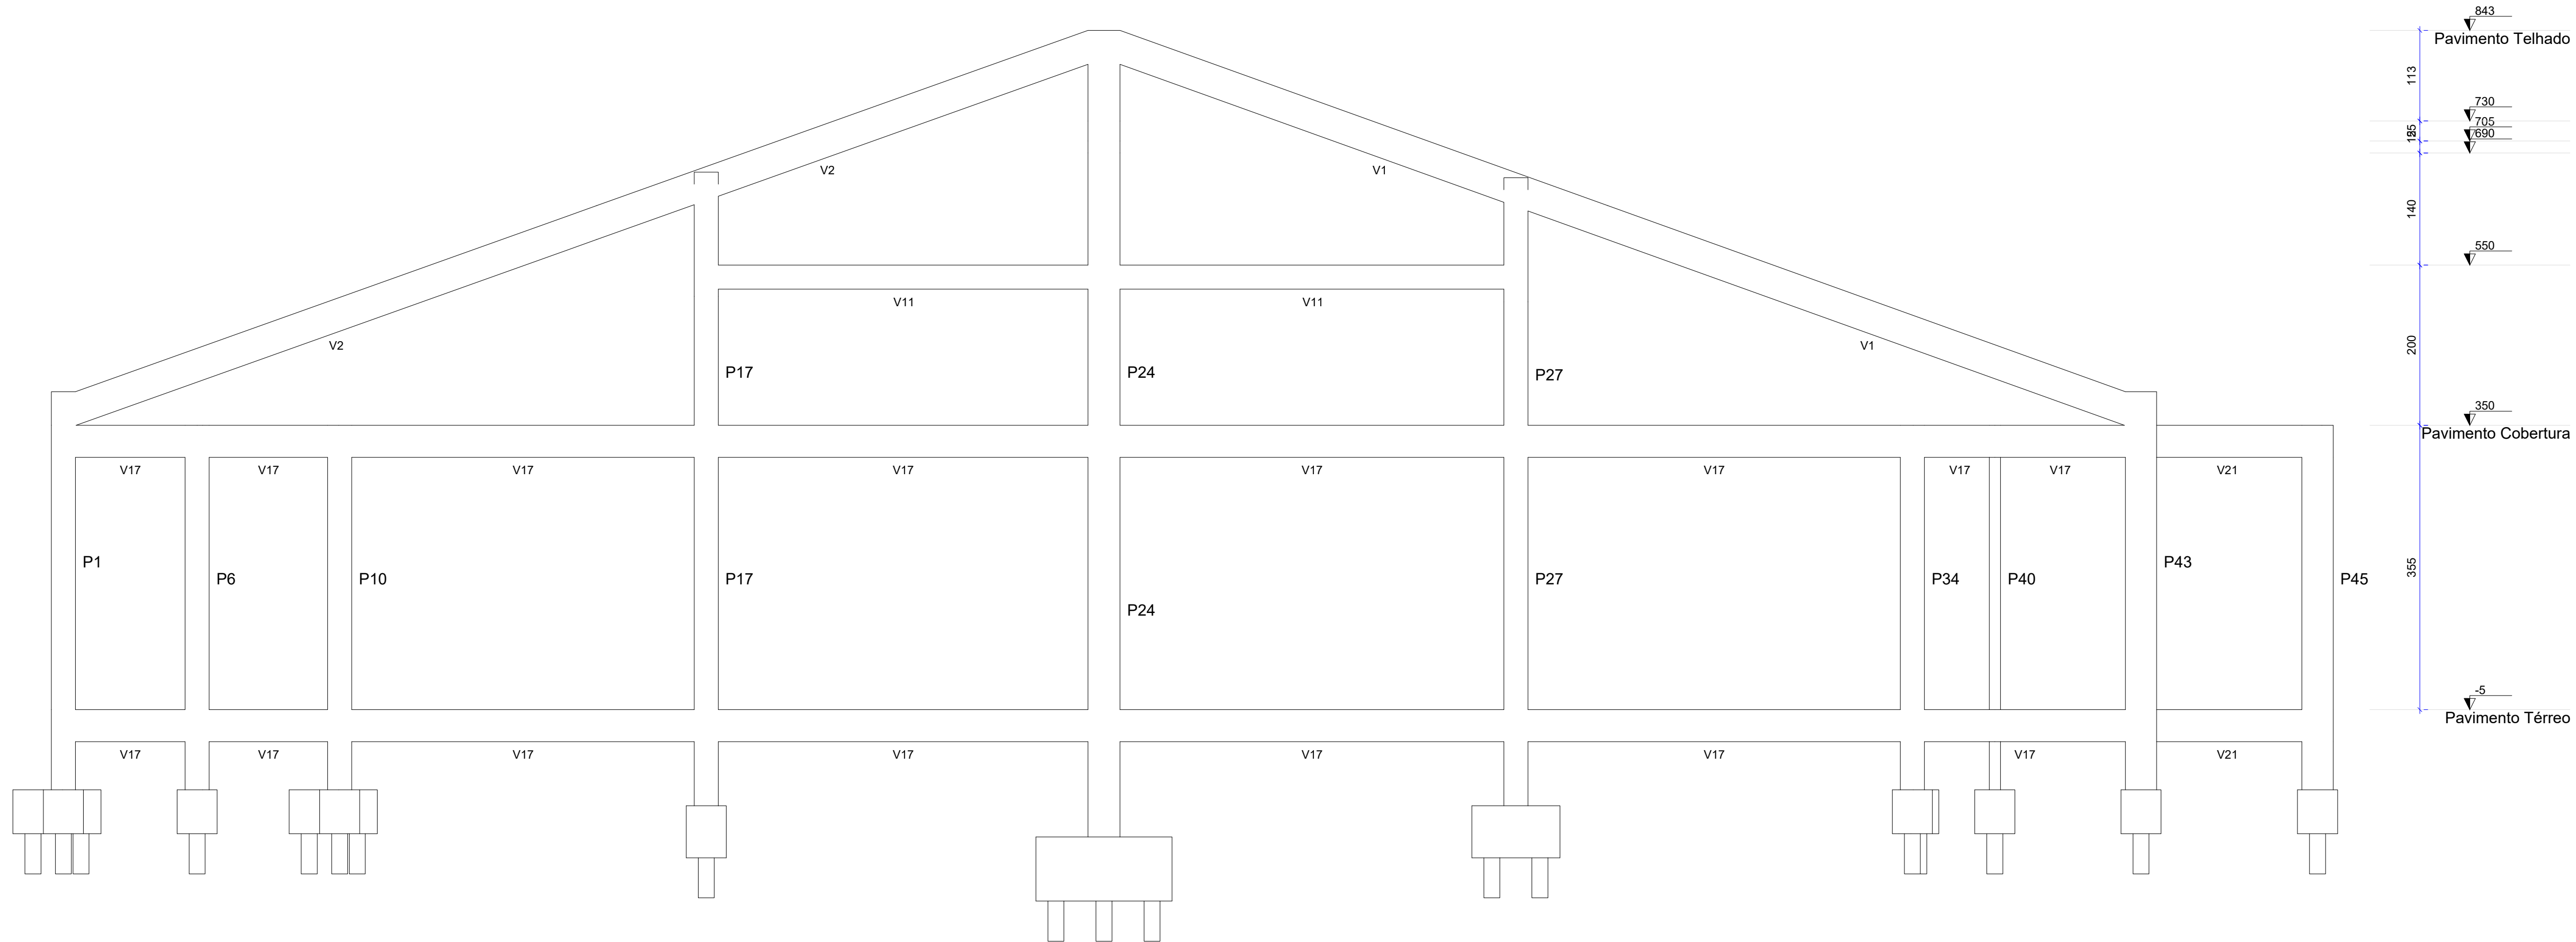 843
Pavimento Telhado
113
730
705
125
690
V2
V1
140
550
V11
V11
V2
V1
200
P17
P24
P27
350
Pavimento Cobertura
V17
V17
V17
V17
V17
V17
V17
V17
V21
P1
P6
P10
P17
P24
P27
P34
P40
P43
P45
355
-5
Pavimento Térreo
V17
V17
V17
V17
V17
V17
V17
V21